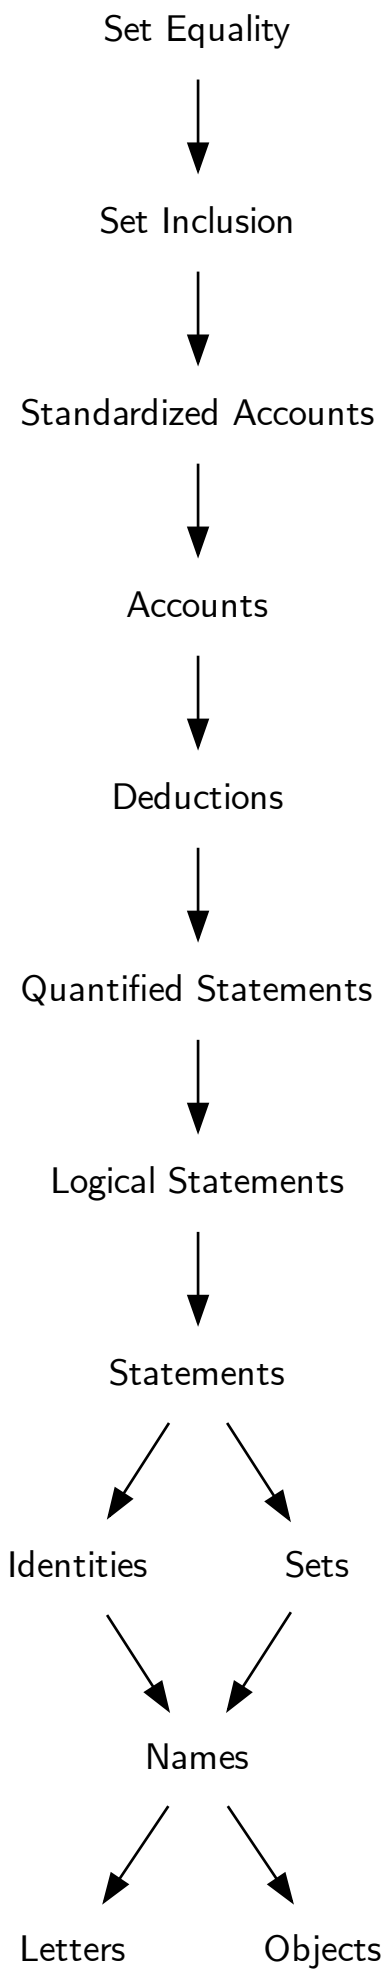 Set Equality
Set Inclusion
Standardized Accounts
Accounts
Deductions
Quantified Statements
Logical Statements
Statements
Identities
Sets
Names
Letters
Objects